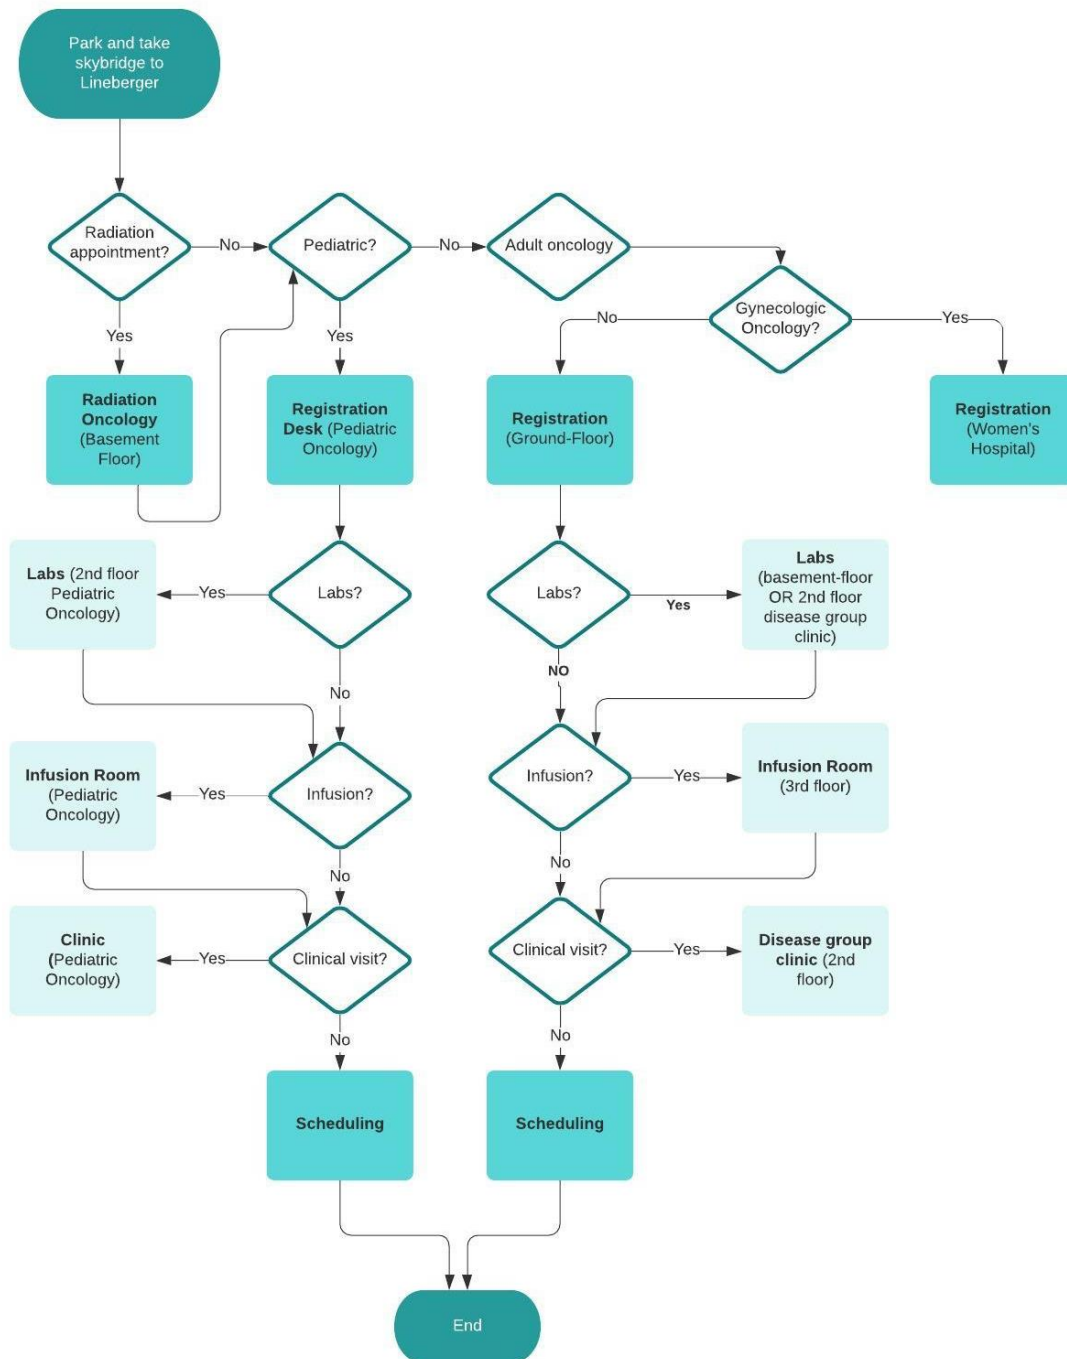 Park and take
skybridge to
Lineberger
Radiation
appointment?
No
Pediatric?
No
Adult oncology
Gynecologic
Oncology?
No
Yes
Yes
Yes
Radiation
Oncology
(Basement
Floor)
Registration
Desk (Pediatric
Oncology)
Registration
(Ground-Floor)
Registration
(Women's
Hospital)
Labs (2nd floor
Pediatric
Oncology)
Yes
Labs?
Labs?
Yes
Labs
(basement-floor
OR 2nd floor
disease group
clinic)
No
NO
Infusion Room
(Pediatric
Oncology)
Yes
Infusion?
Infusion?
Yes
Infusion Room
(3rd floor)
No
No
Clinic
(Pediatric
Oncology)
Yes
Clinical visit?
Clinical visit?
Yes
Disease group
clinic (2nd
floor)
No
No
Scheduling
Scheduling
End